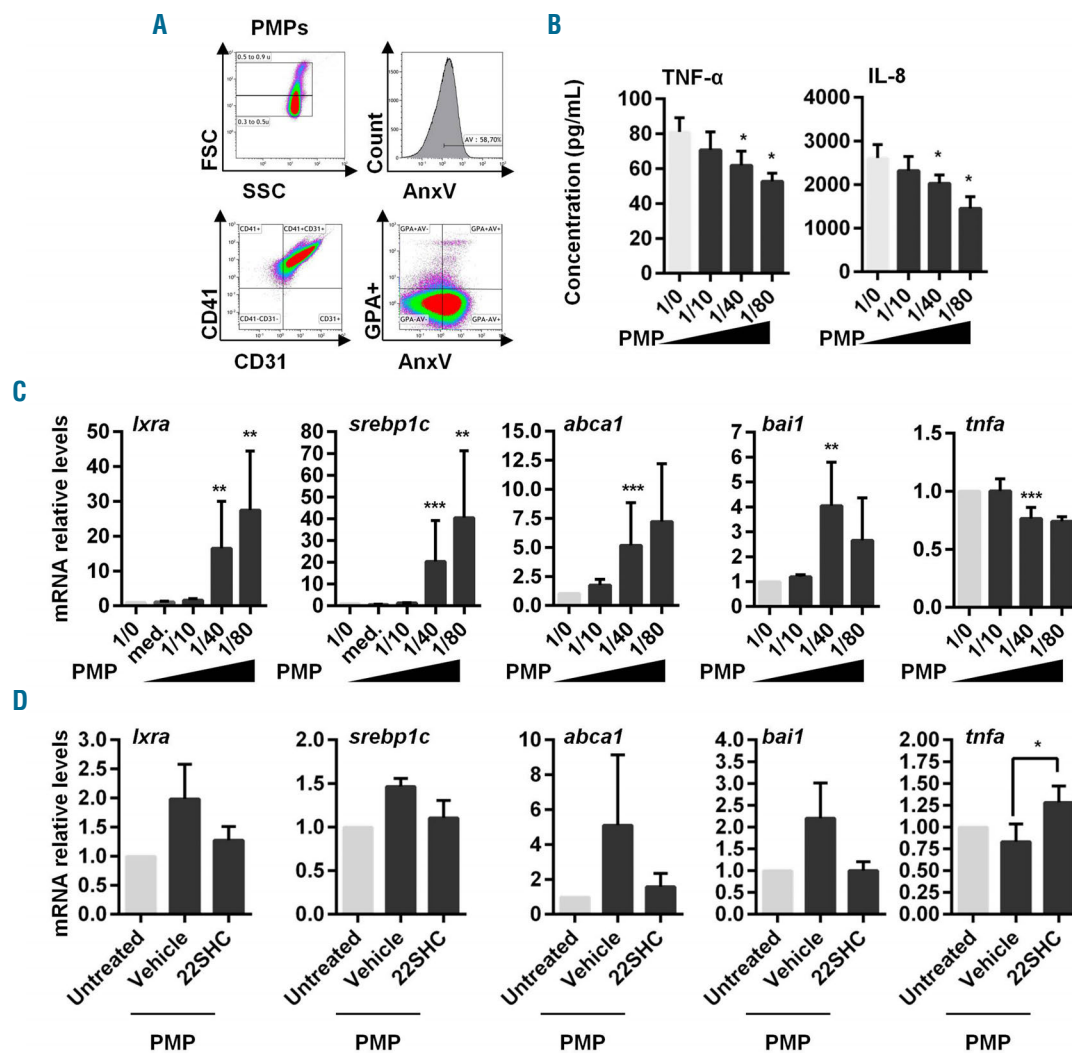 A
PMPs
0.5 to 0.9 u
0.3 to 0.5u
FSC
SSC
Count
1500
1000
500
0
AV : 58,70%
AnxV
CD41+
CD41+CD31+
CD41-CD31-
CD31+
CD41
CD31
GPA+AV-
GPA+AV+
GPA-AV-
GPA-AV+
GPA+
AnxV
B
Concentration (pg/mL)
TNF-α
100
80
60
40
20
0
* *
1/0 1/10 1/40 1/80
PMP
IL-8
4000
3000
2000
1000
0
* *
1/0 1/10 1/40 1/80
PMP
C
mRNA relative levels
lxra
50
40
30
20
10
0
** **
1/0 med. 1/10 1/40 1/80
PMP
srebp1c
80
70
60
50
40
30
20
10
0
*** **
1/0 med. 1/10 1/40 1/80
PMP
abca1
15.0
12.5
10.0
7.5
5.0
2.5
0.0
***
1/0 1/10 1/40 1/80
PMP
bai1
7
6
5
4
3
2
1
0
**
1/0 1/10 1/40 1/80
PMP
tnfa
1.5
1.0
0.5
0.0
***
1/0 1/10 1/40 1/80
PMP
D
mRNA relative levels
lxra
3.0
2.5
2.0
1.5
1.0
0.5
0.0
Untreated Vehicle 22SHC
PMP
srebp1c
2.0
1.5
1.0
0.5
0.0
Untreated Vehicle 22SHC
PMP
abca1
10
8
6
4
2
0
Untreated Vehicle 22SHC
PMP
bai1
4.0
3.5
3.0
2.5
2.0
1.5
1.0
0.5
0.0
Untreated Vehicle 22SHC
PMP
tnfa
2.00
1.75
1.50
1.25
1.00
0.75
0.50
0.25
0.00
*
Untreated Vehicle 22SHC
PMP